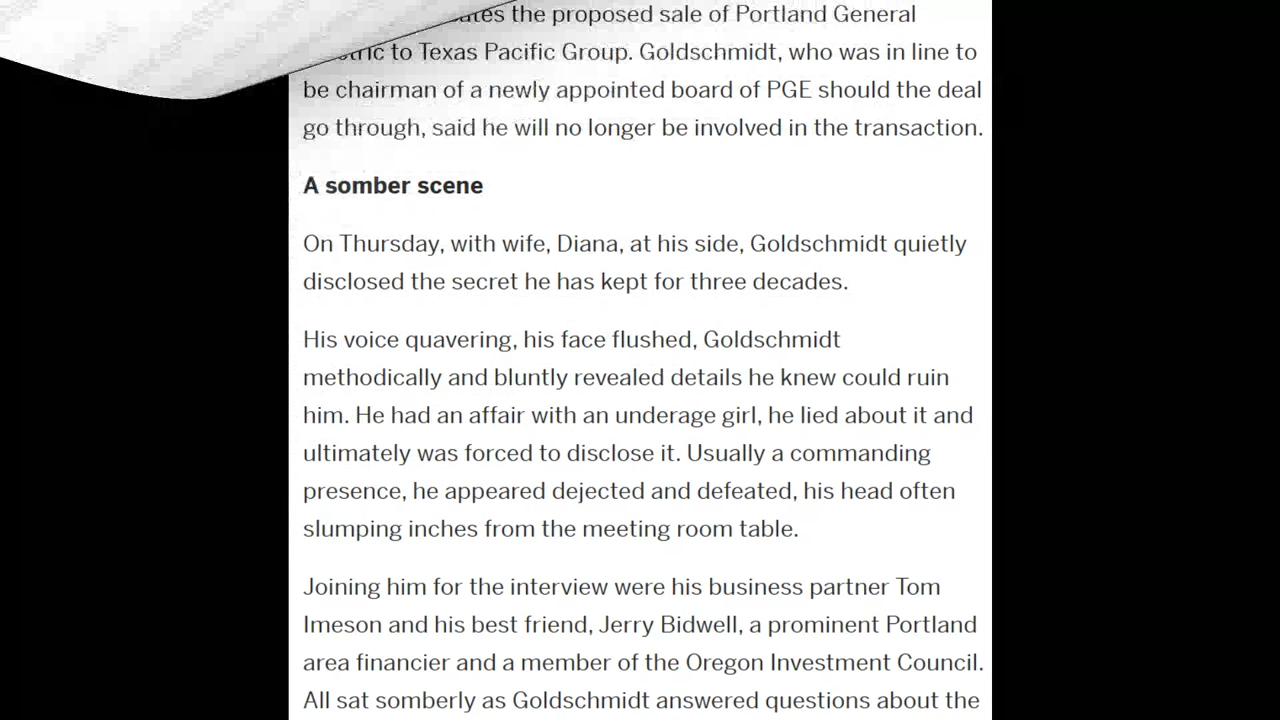 the proposed sale of Portland General
to Texas Pacific Group. Goldschmidt, who was in line to
be chairman of a newly appointed board of PGE should the deal
go through, said he will no longer be involved in the transaction.
A somber scene
On Thursday, with wife, Diana, at his side, Goldschmidt quietly
disclosed the secret he has kept for three decades.
His voice quavering, his face flushed, Goldschmidt
methodically and bluntly revealed details he knew could ruin
him. He had an affair with an underage girl, he lied about it and
ultimately was forced to disclose it. Usually a commanding
presence, he appeared dejected and defeated, his head often
slumping inches from the meeting room table.
Joining him for the interview were his business partner Tom
Imeson and his best friend, Jerry Bidwell, a prominent Portland
area financier and a member of the Oregon Investment Council.
All sat somberly as Goldschmidt answered questions about the